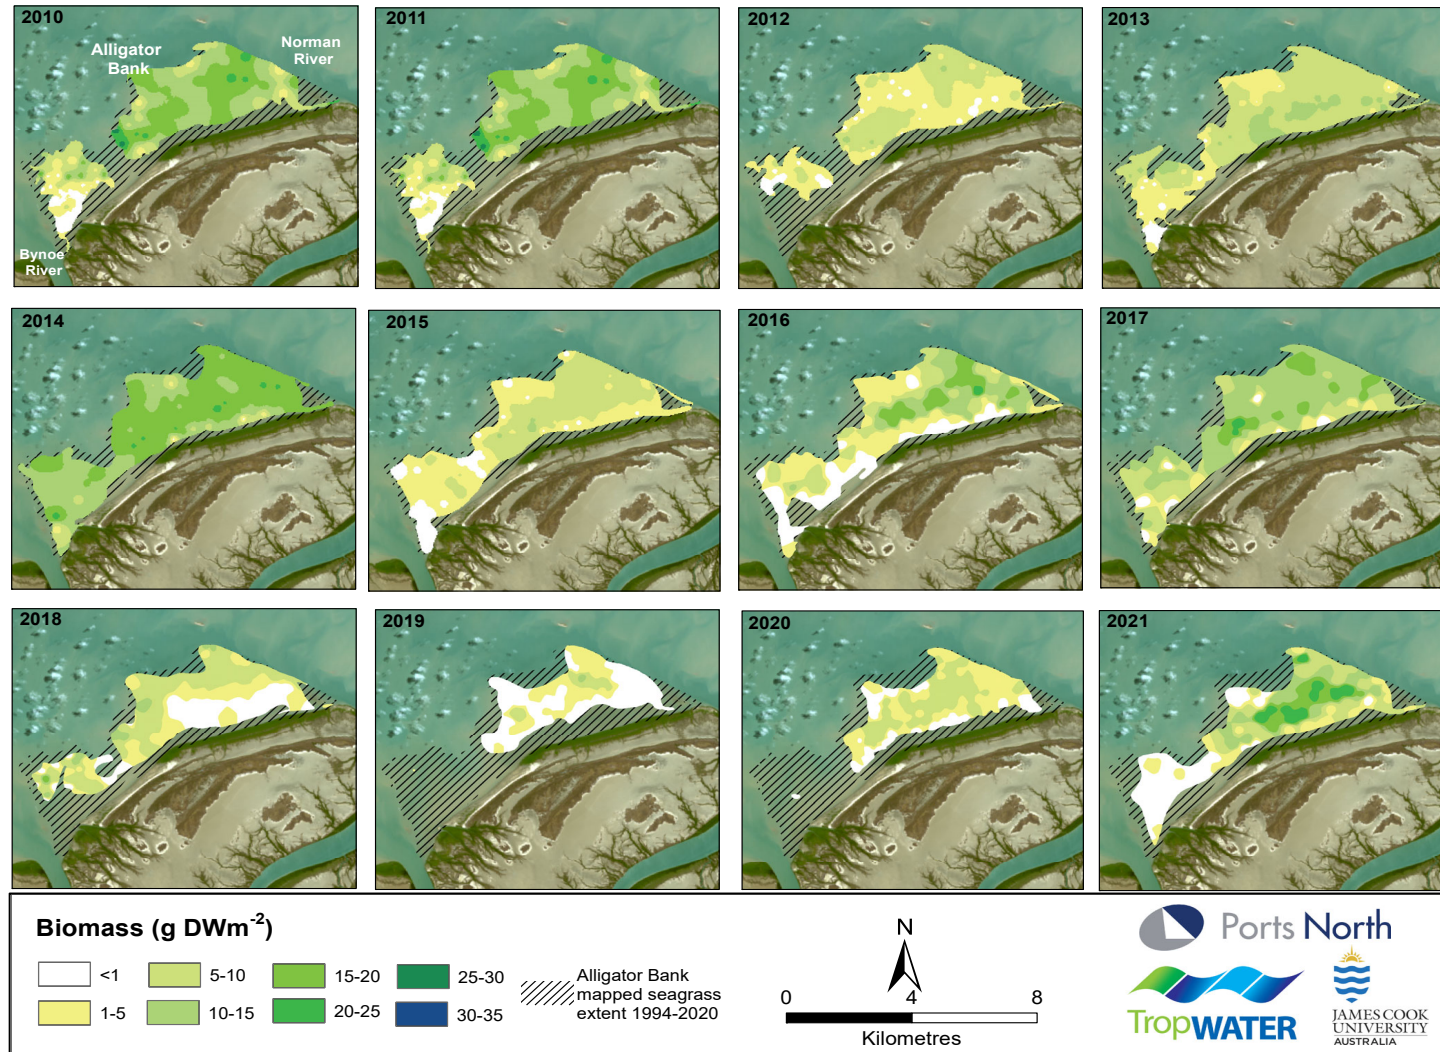 2010
Alligator
Bank
Norman
River
Bynoe
River
2011
2012
2013
2014
2015
2016
2017
2018
2019
2020
2021
Biomass (g DWm-2)
<1
5-10
15-20
25-30
1-5
10-15
20-25
30-35
Alligator Bank
mapped seagrass
extent 1994-2020
N
0 4 8
Kilometres
Ports North
TropWATER
JAMES COOK
UNIVERSITY
AUSTRALIA